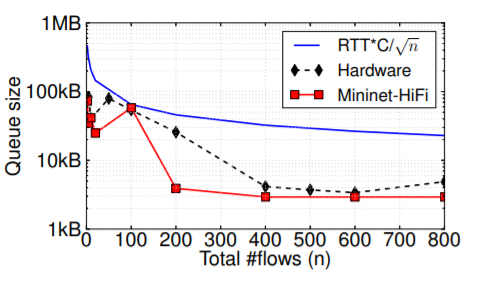 1MB
100kB
10kB
1kB
Queue size
RTT*C/√n
Hardware
Mininet-HiFi
0 100 200 300 400 500 600 700 800
Total #flows (n)